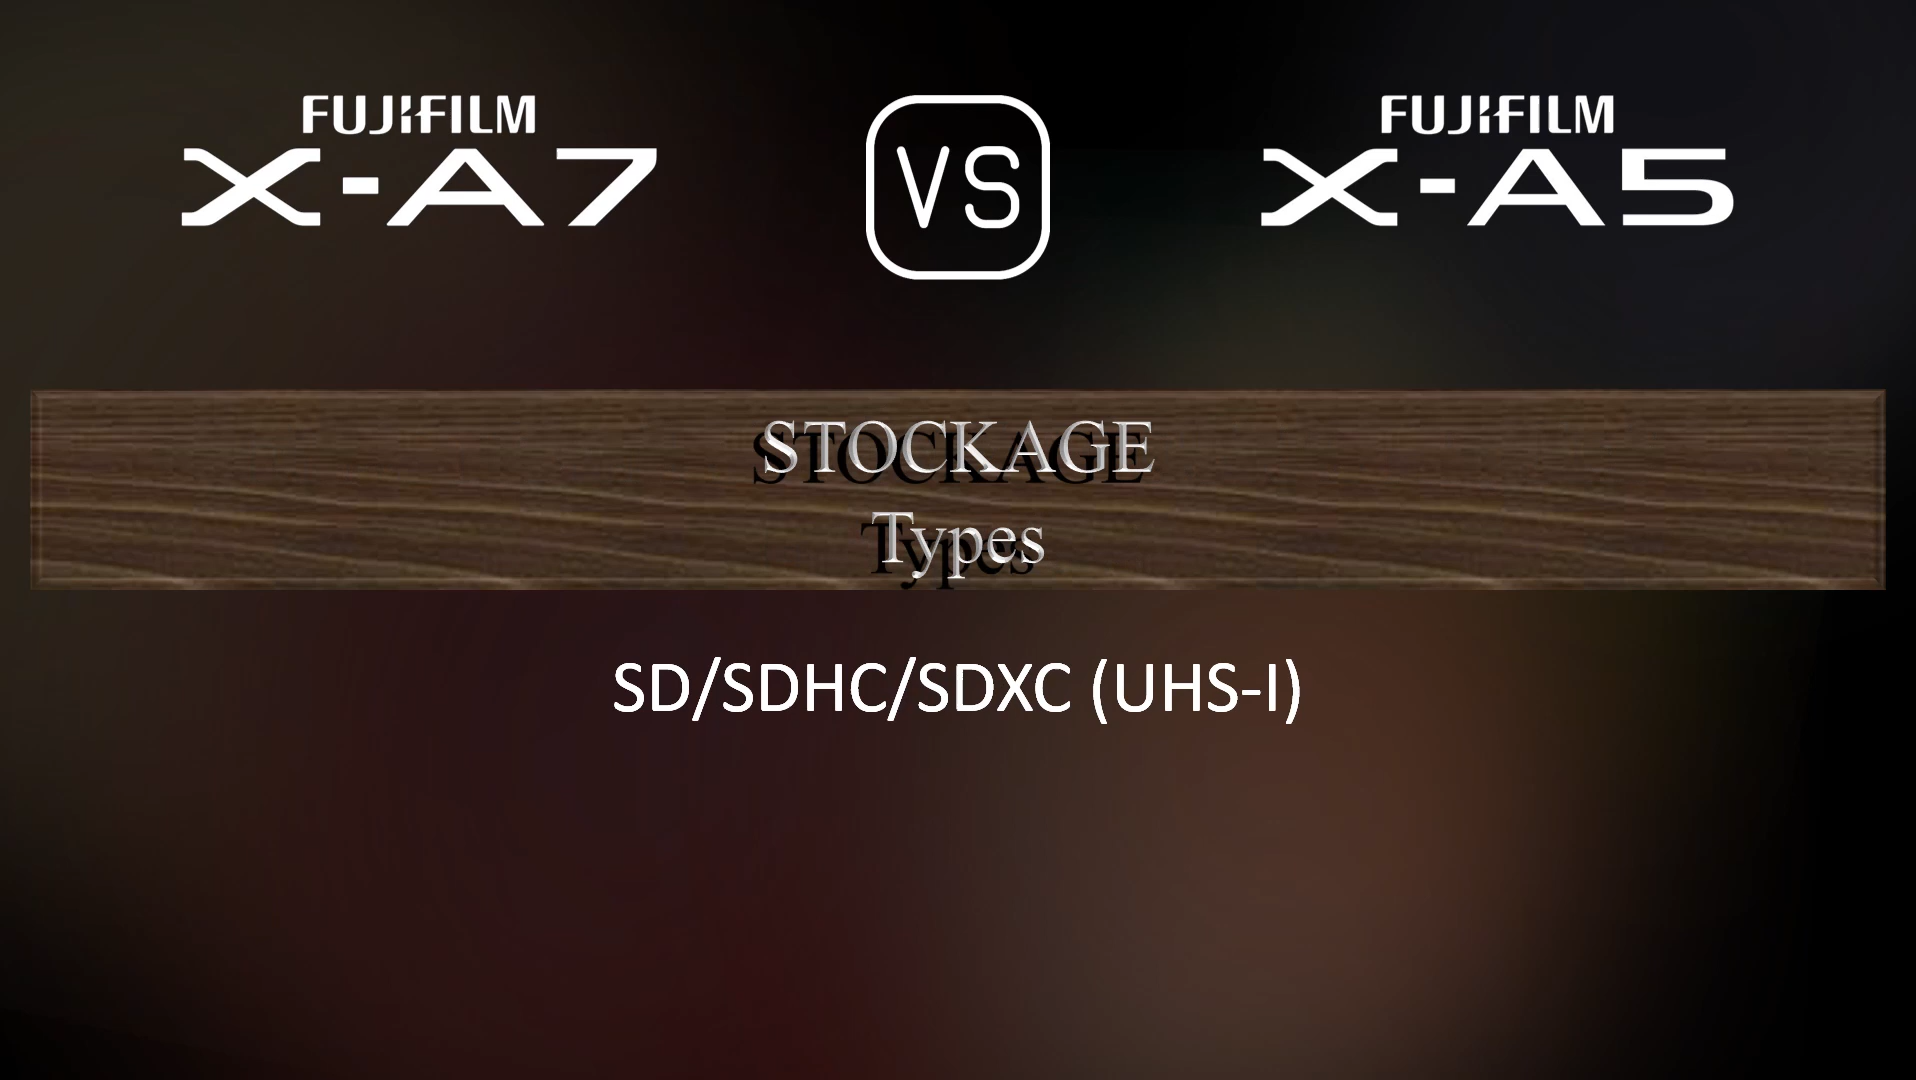 FUJIFILM
X-A7
VS
FUJIFILM
X-A5
STOCKAGE
Types
SD/SDHC/SDXC (UHS-I)